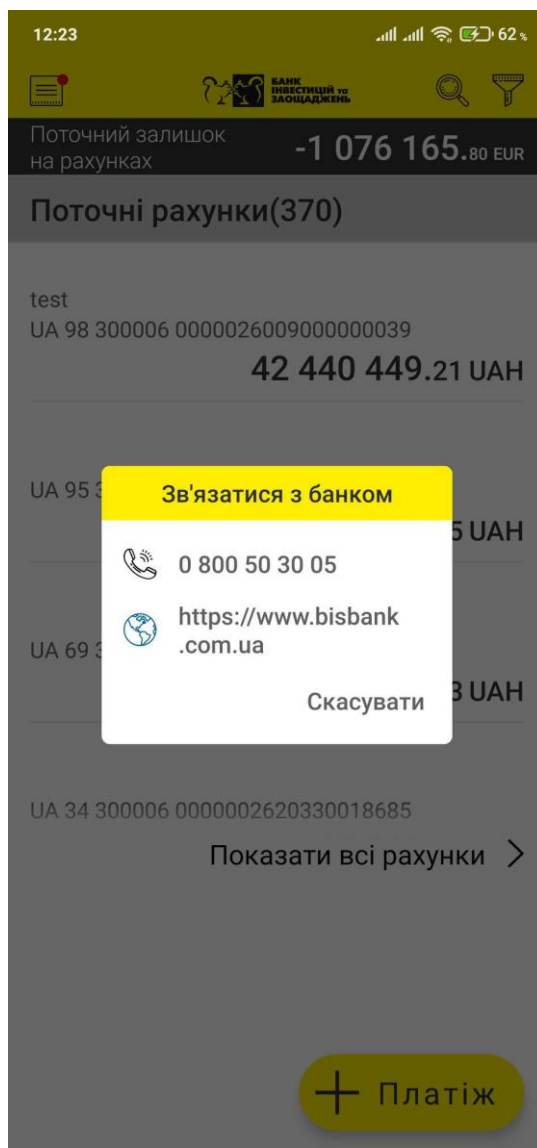 12:23
62 %
БАНК
ІНВЕСТИЦІЙ ТА
ЗАОЩАДЖЕНЬ
Поточний залишок
на рахунках
-1 076 165.80 EUR
Поточні рахунки(370)
test
UA 98 300006 0000026009000000039
42 440 449.21 UAH
UA 95 3
5 UAH
Зв'язатися з банком
0 800 50 30 05
https://www.bisbank
.com.ua
Скасувати
UA 69 3
3 UAH
UA 34 300006 0000002620330018685
Показати всі рахунки
Платіж